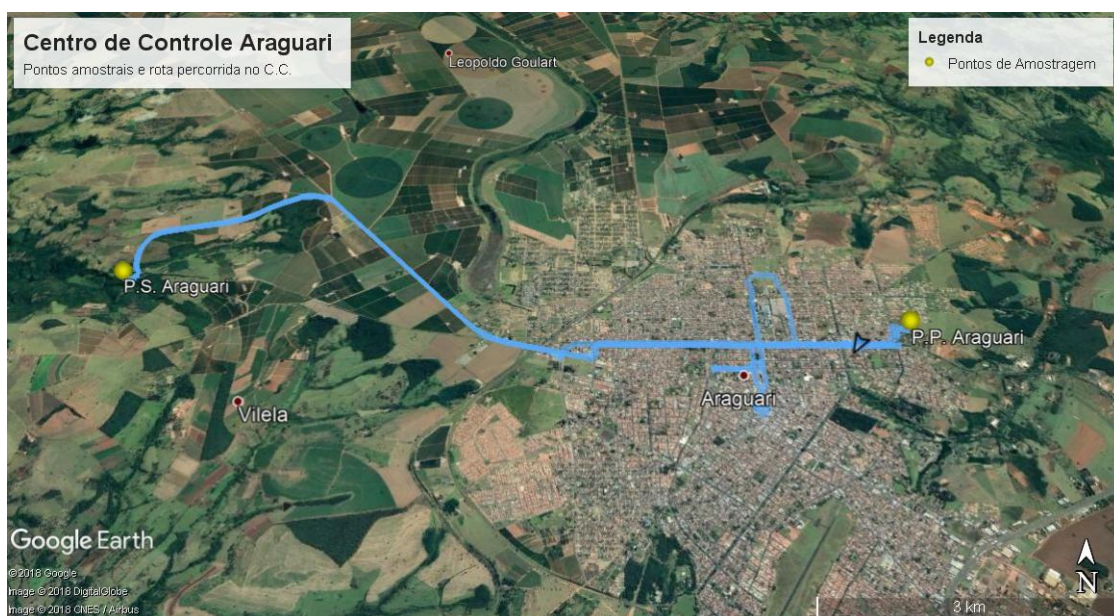 Centro de Controle Araguari
Pontos amostrais e rota percorrida no C.C.
Legenda
Pontos de Amostragem
Leopoldo Goulart
P.S. Araguari
P.P. Araguari
Araguari
Vilela
Google Earth
©2018 Google
Image © 2018 DigitalGlobe
Image © 2018 CNES / Airbus
N
3 km